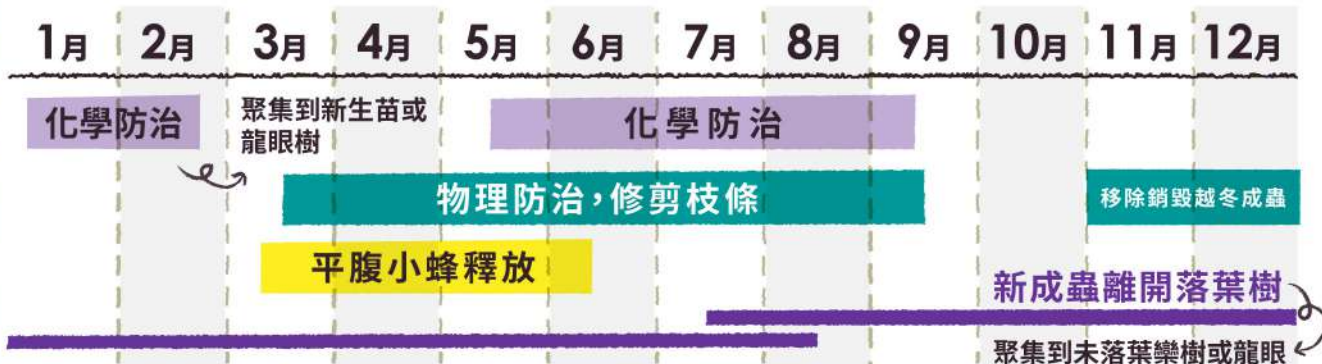 1月 2月 3月 4月 5月 6月 7月 8月 9月 10月 11月 12月
化學防治
聚集到新生苗或
龍眼樹
化學防治
物理防治，修剪枝條
移除銷毀越冬成蟲
平腹小蜂釋放
新成蟲離開落葉樹
聚集到未落葉欒樹或龍眼